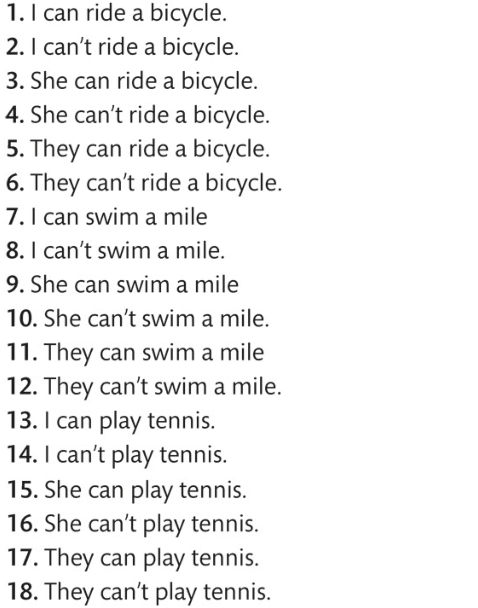 1. I can ride a bicycle.
2. I can't ride a bicycle.
3. She can ride a bicycle.
4. She can't ride a bicycle.
5. They can ride a bicycle.
6. They can't ride a bicycle.
7. I can swim a mile
8. I can't swim a mile.
9. She can swim a mile
10. She can't swim a mile.
11. They can swim a mile
12. They can't swim a mile.
13. I can play tennis.
14. I can't play tennis.
15. She can play tennis.
16. She can't play tennis.
17. They can play tennis.
18. They can't play tennis.